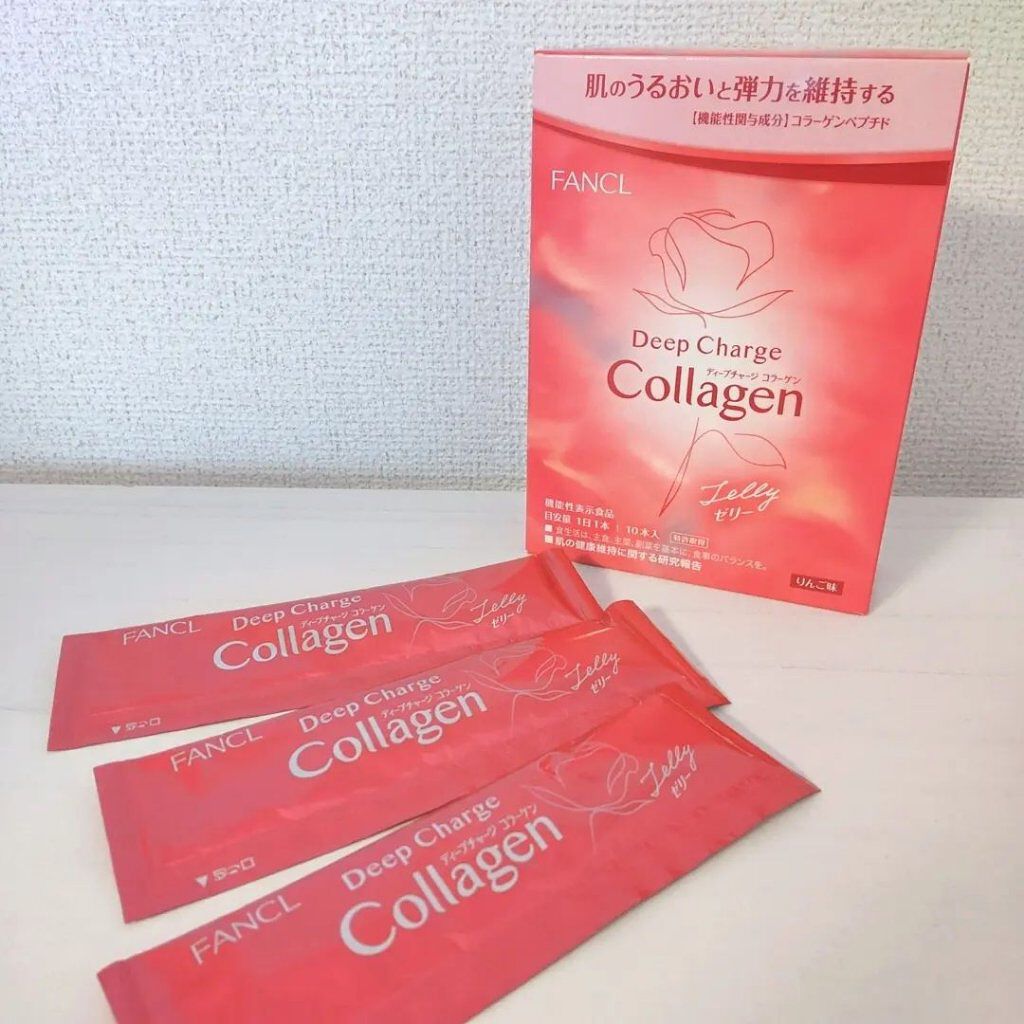 肌のうるおいと弾力を維持する
【機能性関与成分】コラーゲンペプチド
FANCL
Deep Charge
ディープチャージ コラーゲン
Collagen
Jelly
ゼリー
機能性表示食品
目安量 1日1本 | 10本入 特許取得
■食生活は、主食、主菜、副菜を基本に、食事のバランスを。
■肌の健康維持に関する研究報告
りんご味
FANCL
Deep Charge
ディープチャージ コラーゲン
Collagen
Jelly
ゼリー
FANCL
Deep Charge
ディープチャージ コラーゲン
Collagen
Jelly
ゼリー
FANCL
Deep Charge
ディープチャージ コラーゲン
Collagen
Jelly
ゼリー